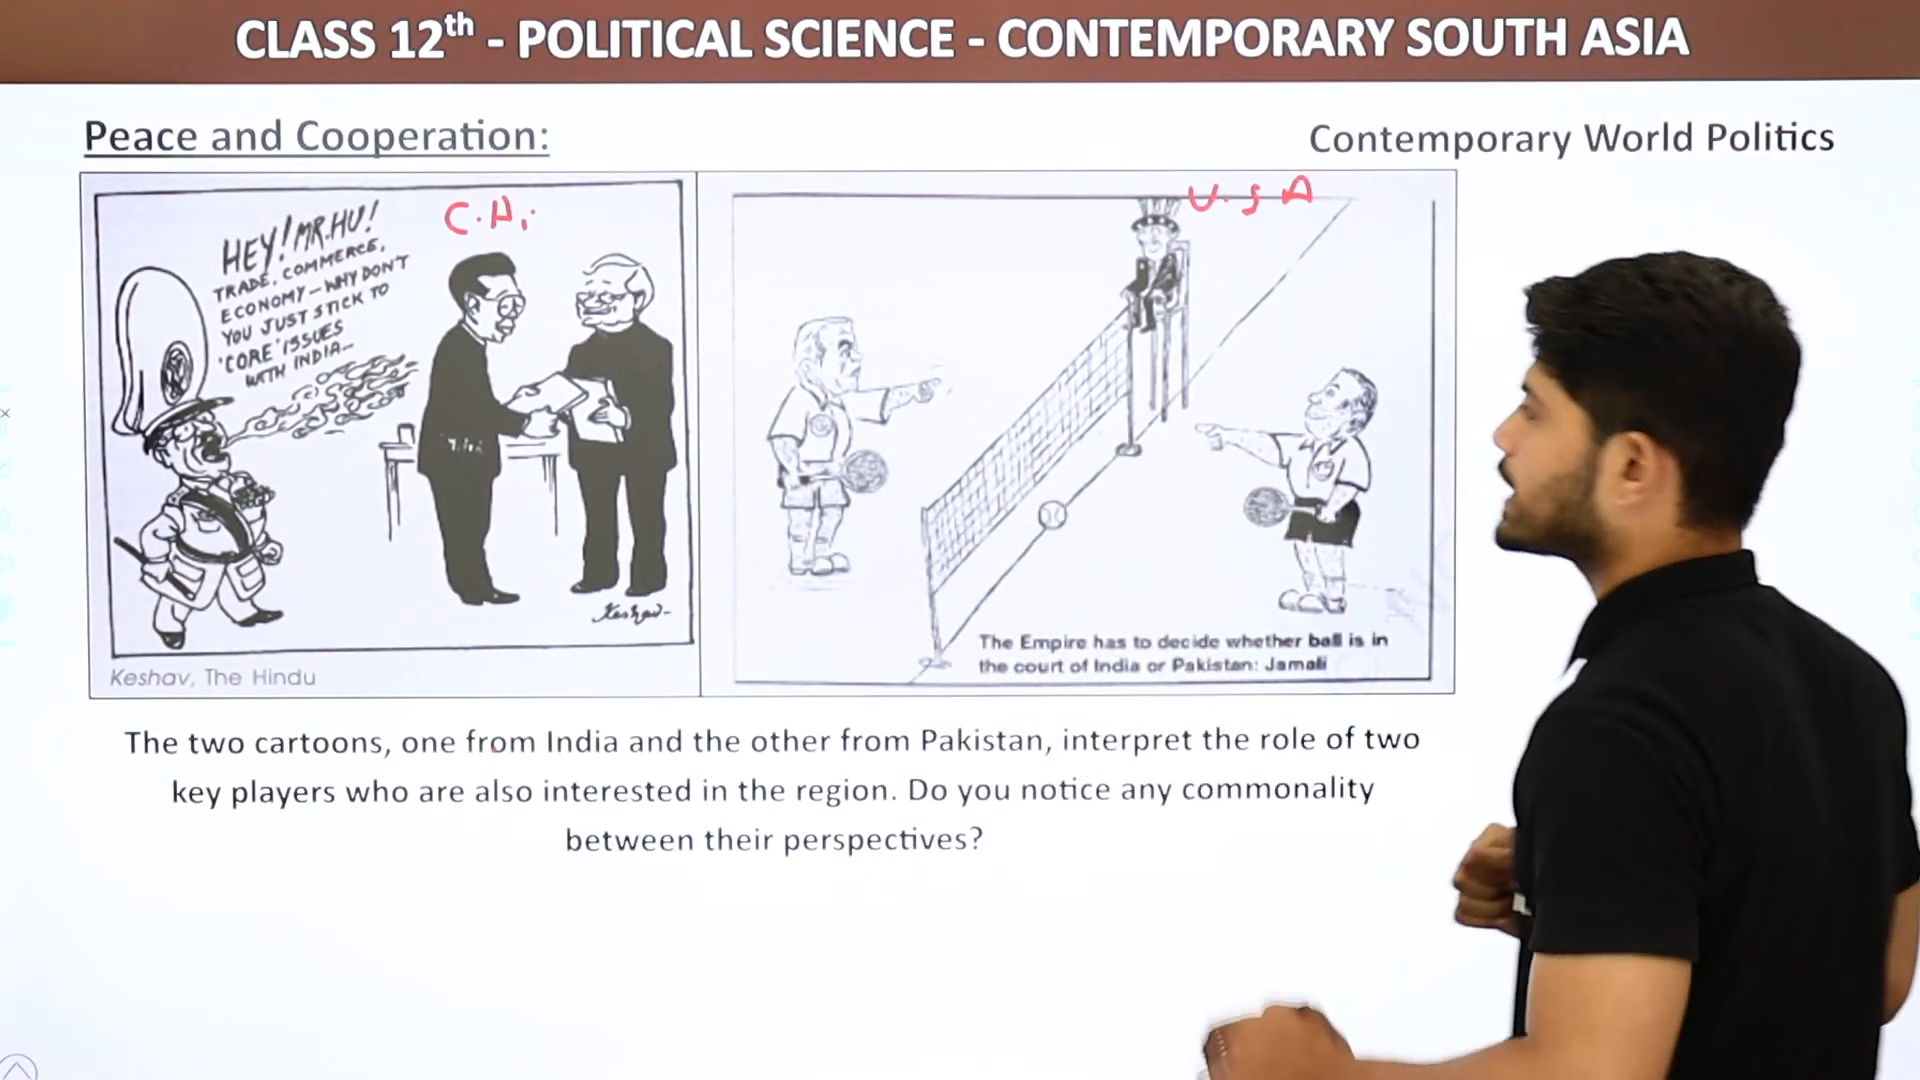 CLASS 12th - POLITICAL SCIENCE - CONTEMPORARY SOUTH ASIA
Peace and Cooperation:
Contemporary World Politics
HEY! MR.HU!
TRADE, COMMERCE,
ECONOMY – WHY DON'T
YOU JUST STICK TO
'CORE' ISSUES
WITH INDIA –
C.H.
U.S A
Keshav-
Keshav, The Hindu
The Empire has to decide whether ball is in
the court of India or Pakistan: Jamali
The two cartoons, one from India and the other from Pakistan, interpret the role of two
key players who are also interested in the region. Do you notice any commonality
between their perspectives?